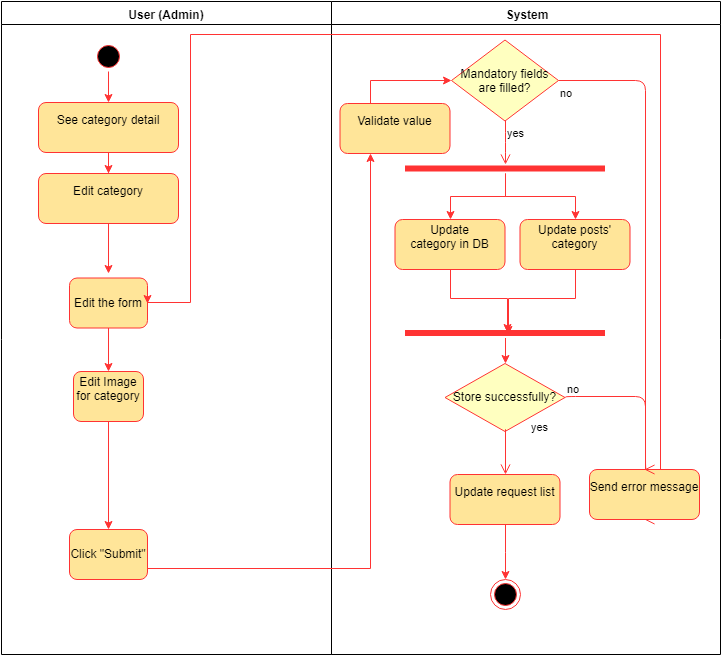 User (Admin)
System
See category detail
Edit category
Edit the form
Edit Image
for category
Click "Submit"
Validate value
Mandatory fields
are filled?
no
yes
Update
category in DB
Update posts'
category
Store successfully?
no
yes
Update request list
Send error message